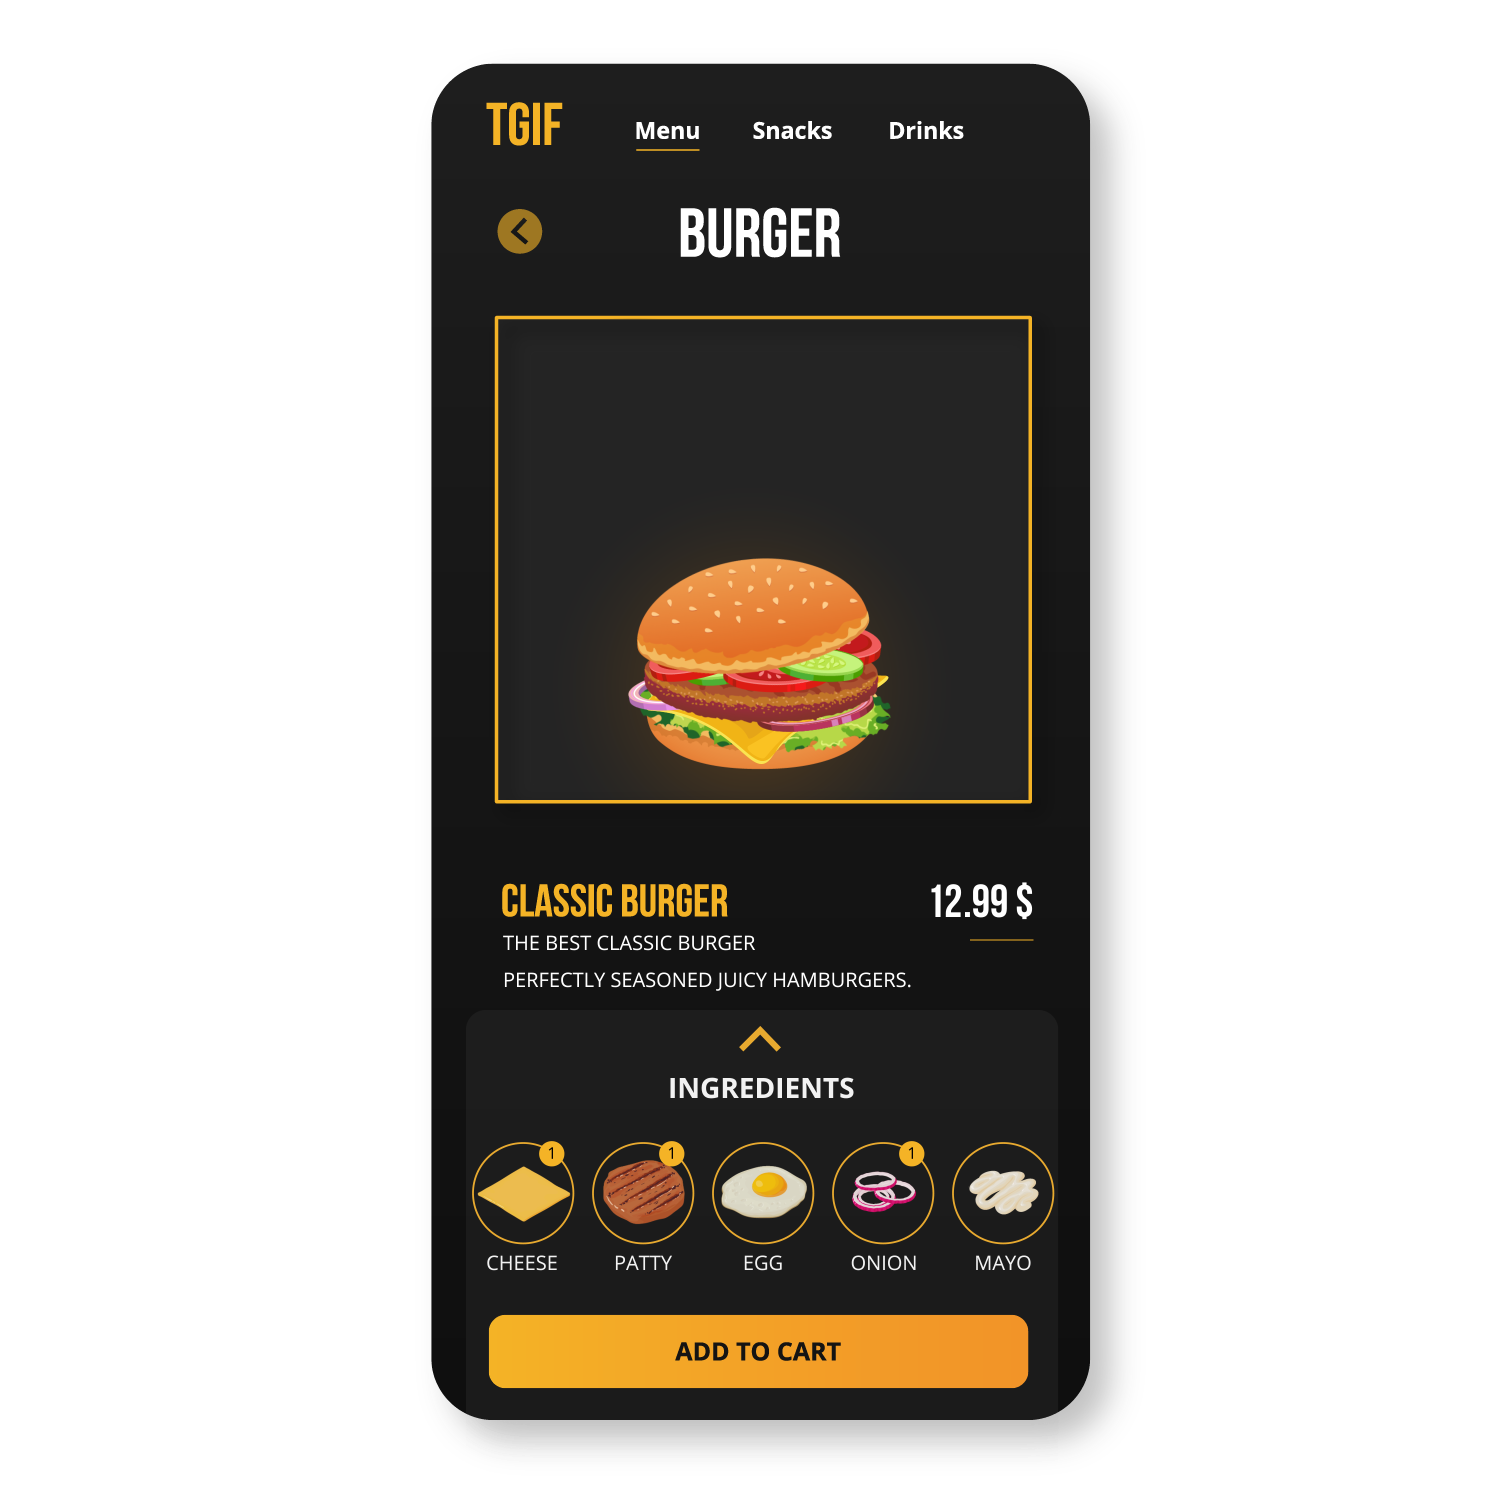 TGIF
Menu Snacks Drinks
BURGER
CLASSIC BURGER 12.99 $
THE BEST CLASSIC BURGER
PERFECTLY SEASONED JUICY HAMBURGERS.
INGREDIENTS
1 1 1
CHEESE PATTY EGG ONION MAYO
ADD TO CART